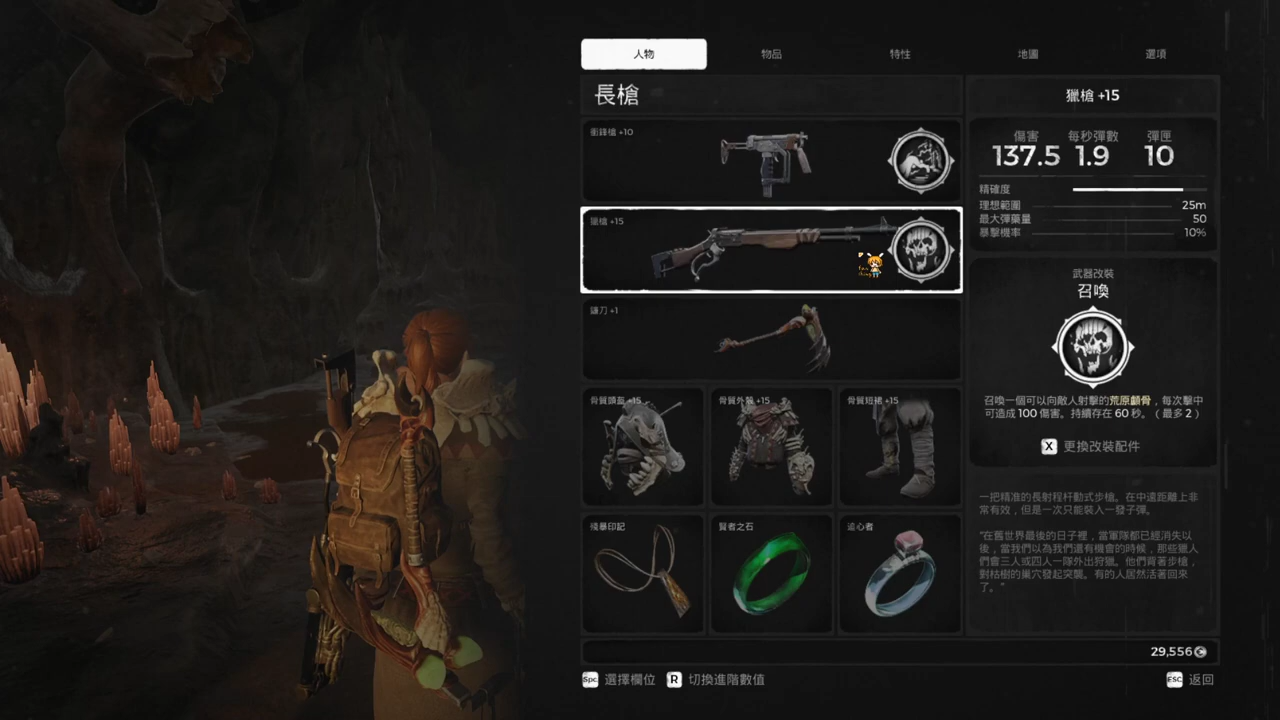 人物
物品
特性
地圖
選項
長槍
獵槍 +15
衝鋒槍 +10
獵槍 +15
鐮刀 +1
骨質頭盔 +15
骨質外殼 +15
骨質短裙 +15
殘暴印記
賢者之石
追心者
傷害
每秒彈數
彈匣
137.5
1.9
10
精確度
理想範圍
25m
最大彈藥量
50
暴擊機率
10%
武器改裝
召喚
召喚一個可以向敵人射擊的荒原顱骨，每次擊中
可造成 100 傷害。持續存在 60 秒。（最多 2 ）
X 更換改裝配件
一把精准的長射程杆動式步槍。在中遠距離上非
常有效，但是一次只能裝入一發子彈。
"在舊世界最後的日子裡，當軍隊都已經消失以
後，當我們以為我們還有機會的時候，那些獵人
們會三人或四人一隊外出狩獵。他們背著步槍，
對枯樹的巢穴發起突襲。有的人居然活著回來
了。"
29,556
Spc 選擇欄位
R 切換進階數值
ESC 返回